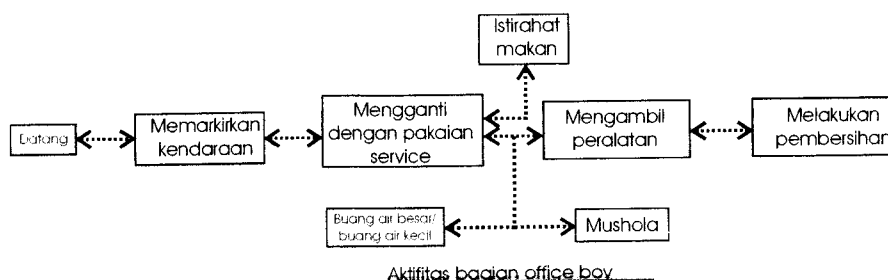 Istirahat
makan
Datang
Memarkirkan
kendaraan
Mengganti
dengan pakaian
service
Mengambil
peralatan
Melakukan
pembersihan
Buang air besar/
buang air kecil
Mushola
Aktifitas bagian office boy